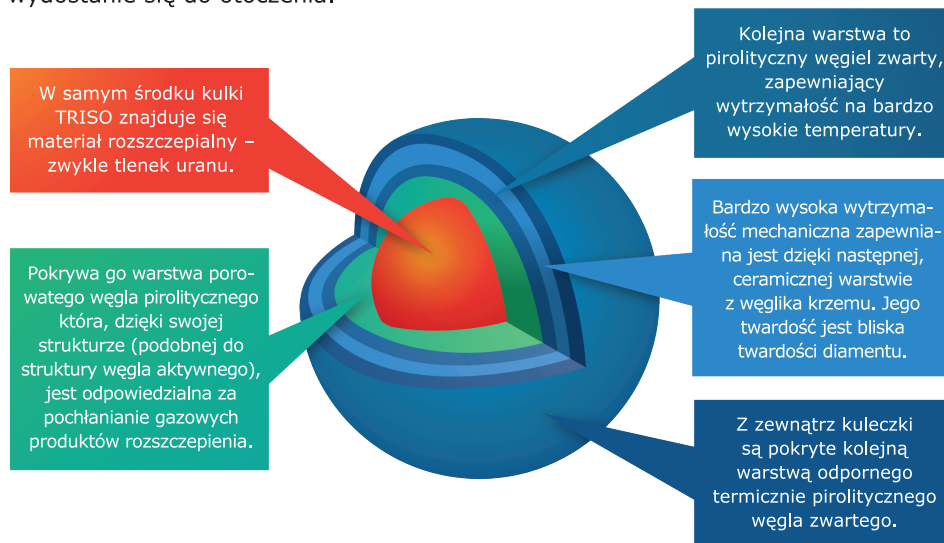 wydostanie się do otoczenia.
W samym środku kulki
TRISO znajduje się
materiał rozszczepialny –
zwykle tlenek uranu.
Pokrywa go warstwa poro-
watego węgla pirolitycznego
która, dzięki swojej
strukturze (podobnej do
struktury węgla aktywnego),
jest odpowiedzialna za
pochłanianie gazowych
produktów rozszczepienia.
Kolejna warstwa to
pirolityczny węgiel zwarty,
zapewniający
wytrzymałość na bardzo
wysokie temperatury.
Bardzo wysoka wytrzyma-
łość mechaniczna zapewnia-
na jest dzięki następnej,
ceramicznej warstwie
z węglika krzemu. Jego
twardość jest bliska
twardości diamentu.
Z zewnątrz kuleczki
są pokryte kolejną
warstwą odpornego
termicznie pirolitycznego
węgla zwartego.